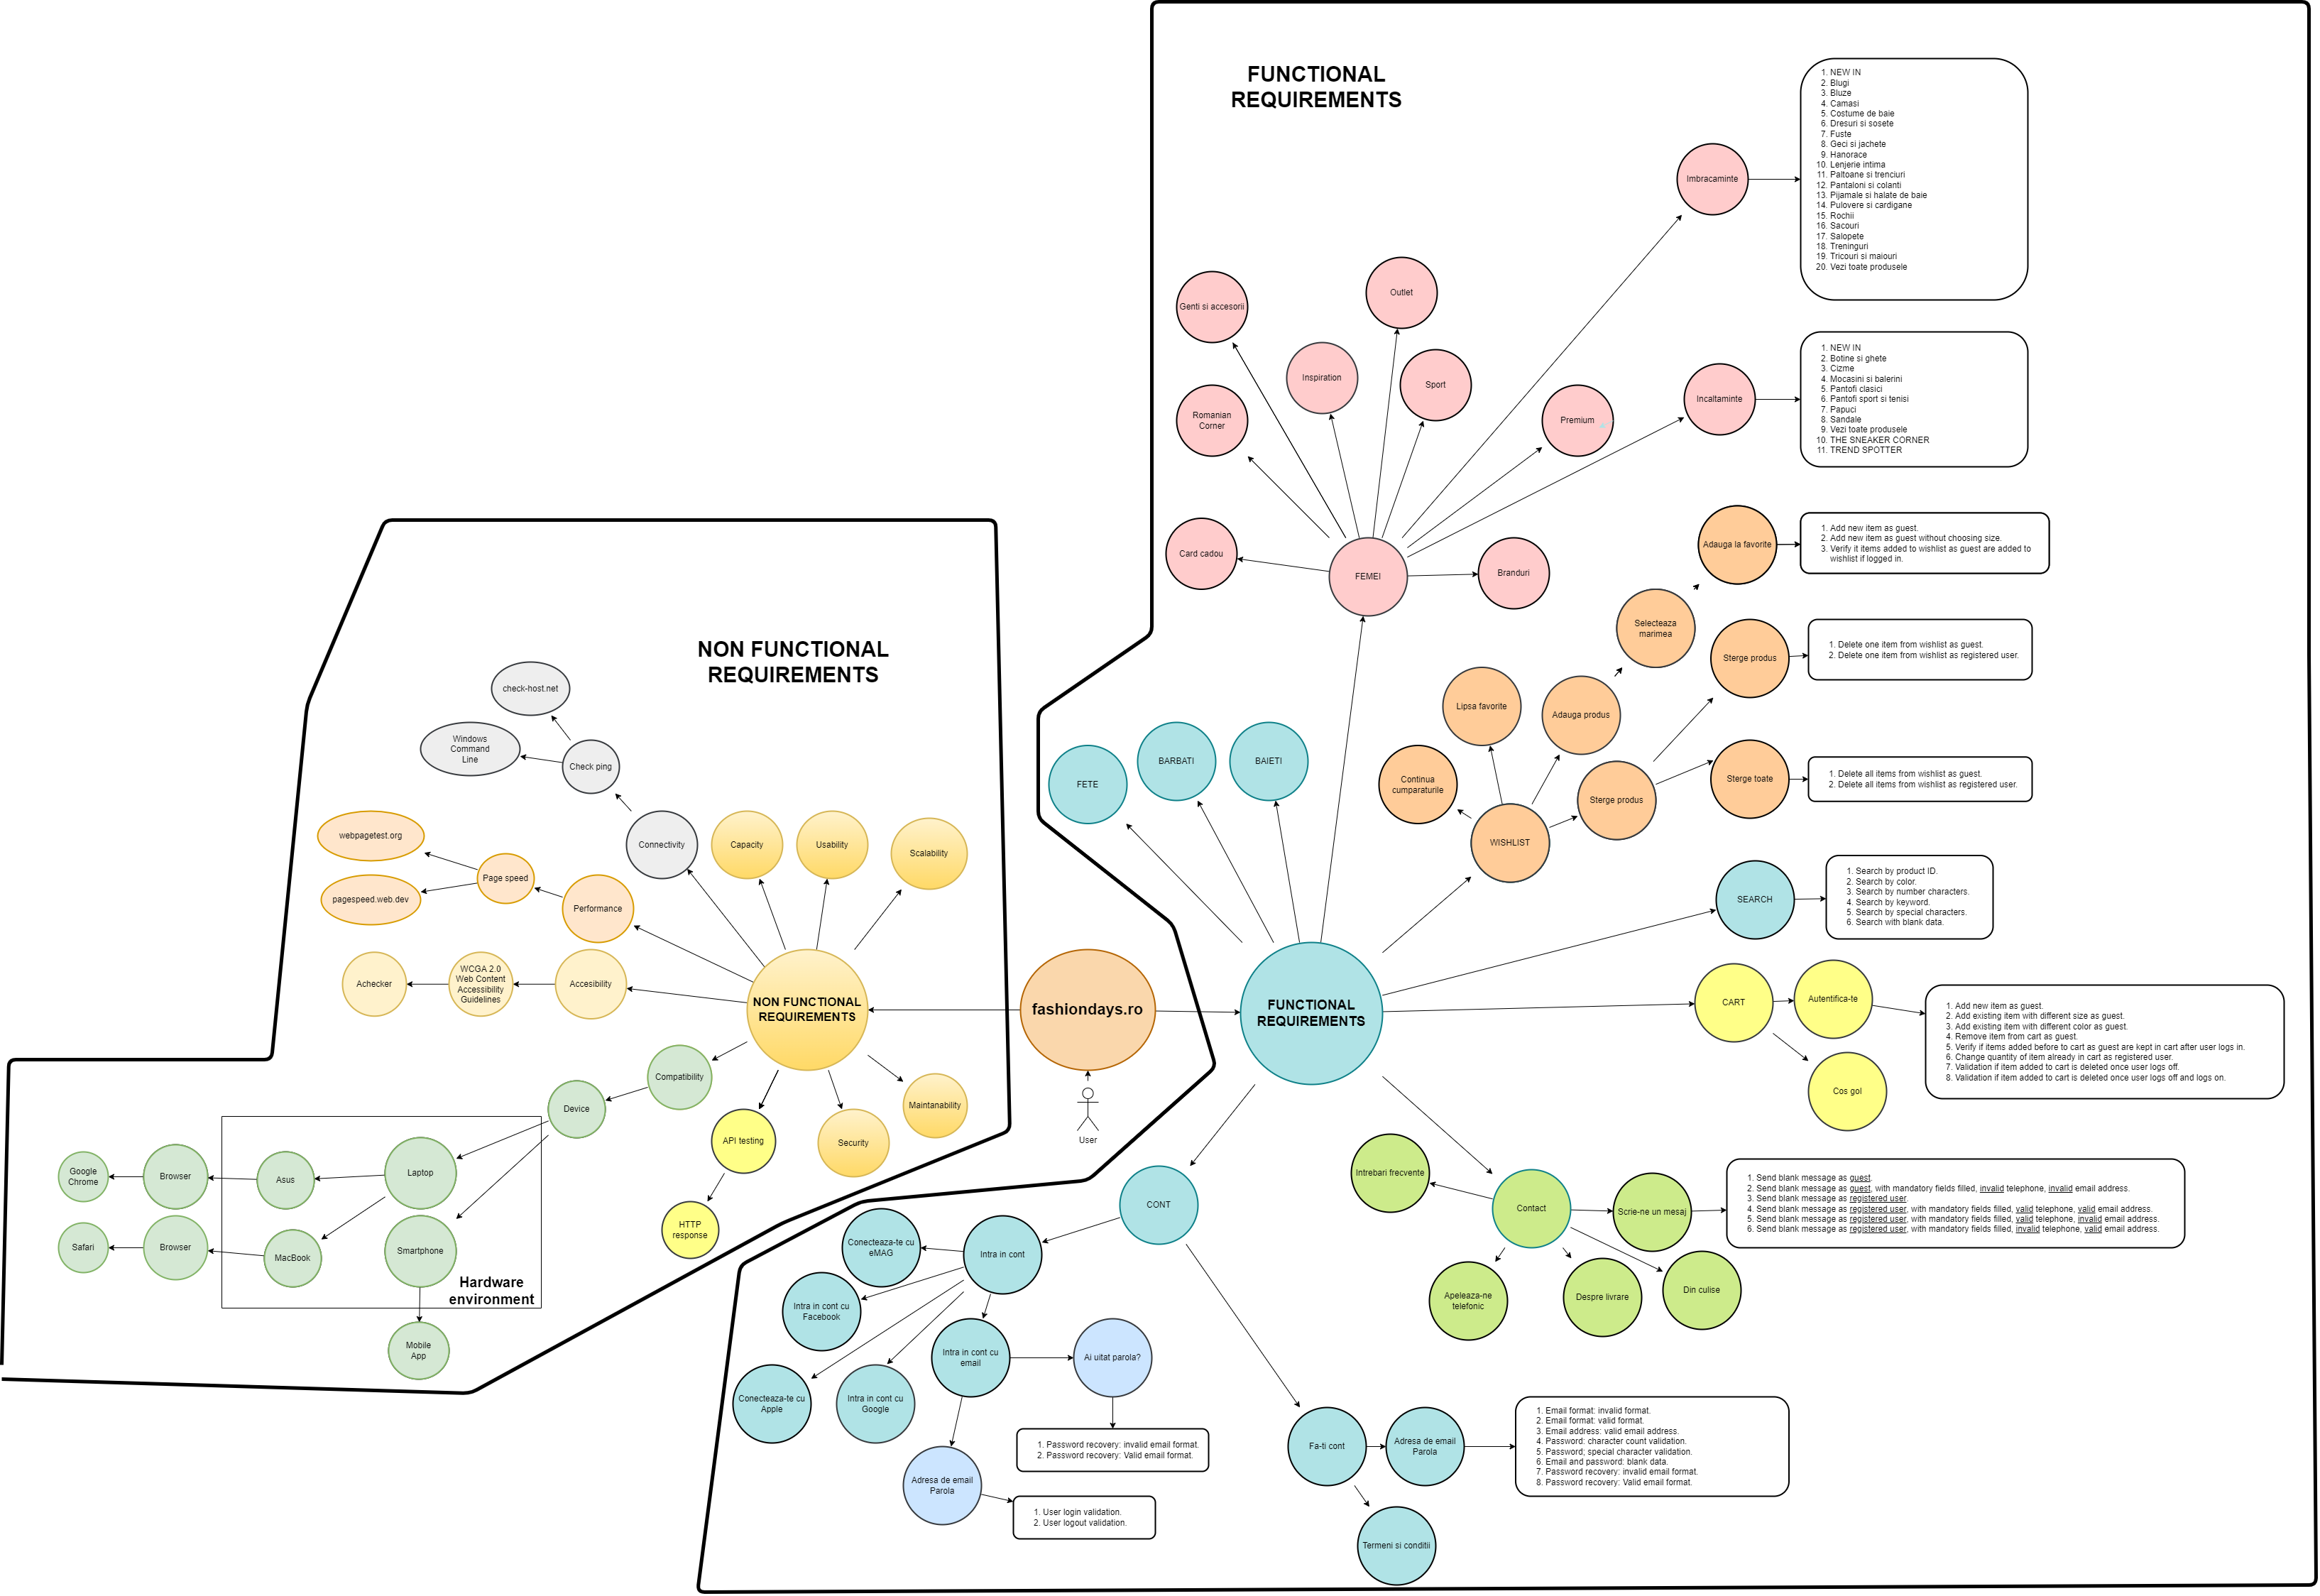 FUNCTIONAL
REQUIREMENTS
1. NEW IN
2. Blugi
3. Bluze
4. Camasi
5. Costume de baie
6. Dresuri si sosete
7. Fuste
8. Geci si jachete
9. Hanorace
10. Lenjerie intima
11. Paltoane si trenciuri
12. Pantaloni si colanti
13. Pijamale si halate de baie
14. Pulovere si cardigane
15. Rochii
16. Sacouri
17. Salopete
18. Treninguri
19. Tricouri si maiouri
20. Vezi toate produsele
Imbracaminte
Genti si accesorii
Outlet
Inspiration
Sport
Romanian
Corner
Premium
Incaltaminte
1. NEW IN
2. Botine si ghete
3. Cizme
4. Mocasini si balerini
5. Pantofi clasici
6. Pantofi sport si tenisi
7. Papuci
8. Sandale
9. Vezi toate produsele
10. THE SNEAKER CORNER
11. TREND SPOTTER
Card cadou
FEMEI
Branduri
Adauga la favorite
1. Add new item as guest.
2. Add new item as guest without choosing size.
3. Verify it items added to wishlist as guest are added to
wishlist if logged in.
Selecteaza
marimea
Sterge produs
1. Delete one item from wishlist as guest.
2. Delete one item from wishlist as registered user.
Lipsa favorite
Adauga produs
Continua
cumparaturile
Sterge produs
Sterge toate
1. Delete all items from wishlist as guest.
2. Delete all items from wishlist as registered user.
WISHLIST
FETE
BARBATI
BAIETI
SEARCH
1. Search by product ID.
2. Search by color.
3. Search by number characters.
4. Search by keyword.
5. Search by special characters.
6. Search with blank data.
NON FUNCTIONAL
REQUIREMENTS
check-host.net
Windows
Command
Line
Check ping
webpagetest.org
Page speed
pagespeed.web.dev
Connectivity
Capacity
Usability
Scalability
Performance
Achecker
WCGA 2.0
Web Content
Accessibility
Guidelines
Accesibility
NON FUNCTIONAL
REQUIREMENTS
fashiondays.ro
FUNCTIONAL
REQUIREMENTS
CART
Autentifica-te
Cos gol
1. Add new item as guest.
2. Add existing item with different size as guest.
3. Add existing item with different color as guest.
4. Remove item from cart as guest.
5. Verify if items added before to cart as guest are kept in cart after user logs in.
6. Change quantity of item already in cart as registered user.
7. Validation if item added to cart is deleted once user logs off.
8. Validation if item added to cart is deleted once user logs off and logs on.
User
Compatibility
Device
API testing
Security
Maintanability
HTTP
response
Google
Chrome
Browser
Asus
Laptop
Safari
Browser
MacBook
Smartphone
Hardware
environment
Mobile
App
Intrebari frecvente
Contact
Scrie-ne un mesaj
1. Send blank message as guest.
2. Send blank message as guest, with mandatory fields filled, invalid telephone, invalid email address.
3. Send blank message as registered user.
4. Send blank message as registered user, with mandatory fields filled, valid telephone, valid email address.
5. Send blank message as registered user, with mandatory fields filled, valid telephone, invalid email address.
6. Send blank message as registered user, with mandatory fields filled, invalid telephone, valid email address.
Apeleaza-ne
telefonic
Despre livrare
Din culise
CONT
Conecteaza-te cu
eMAG
Intra in cont
Intra in cont cu
Facebook
Intra in cont cu
email
Ai uitat parola?
Conecteaza-te cu
Apple
Intra in cont cu
Google
1. Password recovery: invalid email format.
2. Password recovery: Valid email format.
Adresa de email
Parola
1. User login validation.
2. User logout validation.
Fa-ti cont
Adresa de email
Parola
1. Email format: invalid format.
2. Email format: valid format.
3. Email address: valid email address.
4. Password: character count validation.
5. Password; special character validation.
6. Email and password: blank data.
7. Password recovery: invalid email format.
8. Password recovery: Valid email format.
Termeni si conditii